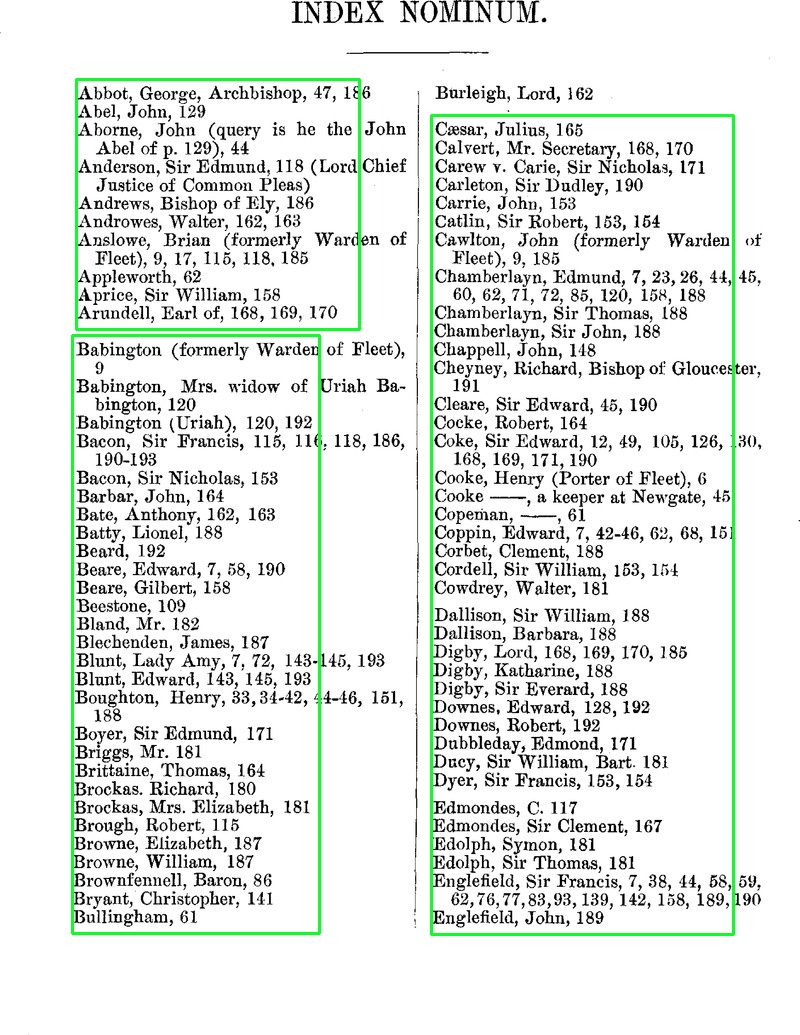 INDEX NOMINUM.
Abbot, George, Archbishop, 47, 186
Abel, John, 129
Aborne, John (query is he the John
Abel of p. 129), 44
Anderson, Sir Edmund, 118 (Lord Chief
Justice of Common Pleas)
Andrews, Bishop of Ely, 186
Androwes, Walter, 162, 163
Anslowe, Brian (formerly Warden of
Fleet), 9, 17, 115, 118, 185
Appleworth, 62
Aprice, Sir William, 158
Arundell, Earl of, 168, 169, 170
Babington (formerly Warden of Fleet),
9
Babington, Mrs. widow of Uriah Ba-
bington, 120
Babington (Uriah), 120, 192
Bacon, Sir Francis, 115, 116, 118, 186,
190-193
Bacon, Sir Nicholas, 153
Barbar, John, 164
Bate, Anthony, 162, 163
Batty, Lionel, 188
Beard, 192
Beare, Edward, 7, 58, 190
Beare, Gilbert, 158
Beestone, 109
Bland, Mr. 182
Blechenden, James, 187
Blunt, Lady Amy, 7, 72, 143-145, 193
Blunt, Edward, 143, 145, 193
Boughton, Henry, 33, 34-42, 44-46, 151,
188
Boyer, Sir Edmund, 171
Briggs, Mr. 181
Brittaine, Thomas, 164
Brockas. Richard, 180
Brockas, Mrs. Elizabeth, 181
Brough, Robert, 115
Browne, Elizabeth, 187
Browne, William, 187
Brownfennell, Baron, 86
Bryant, Christopher, 141
Bullingham, 61
Burleigh, Lord, 162
Cæsar, Julius, 165
Calvert, Mr. Secretary, 168, 170
Carew v. Carie, Sir Nicholas, 171
Carleton, Sir Dudley, 190
Carrie, John, 153
Catlin, Sir Robert, 153, 154
Cawlton, John (formerly Warden of
Fleet), 9, 185
Chamberlayn, Edmund, 7, 23, 26, 44, 45,
60, 62, 71, 72, 85, 120, 158, 188
Chamberlayn, Sir Thomas, 188
Chamberlayn, Sir John, 188
Chappell, John, 148
Cheyney, Richard, Bishop of Gloucester,
191
Cleare, Sir Edward, 45, 190
Cocke, Robert, 164
Coke, Sir Edward, 12, 49, 105, 126, 130,
168, 169, 171, 190
Cooke, Henry (Porter of Fleet), 6
Cooke ——, a keeper at Newgate, 45
Copeman, ——, 61
Coppin, Edward, 7, 42-46, 62, 68, 151
Corbet, Clement, 188
Cordell, Sir William, 153, 154
Cowdrey, Walter, 181
Dallison, Sir William, 188
Dallison, Barbara, 188
Digby, Lord, 168, 169, 170, 185
Digby, Katharine, 188
Digby, Sir Everard, 188
Downes, Edward, 128, 192
Downes, Robert, 192
Dubbleday, Edmond, 171
Ducy, Sir William, Bart. 181
Dyer, Sir Francis, 153, 154
Edmondes, C. 117
Edmondes, Sir Clement, 167
Edolph, Symon, 181
Edolph, Sir Thomas, 181
Englefield, Sir Francis, 7, 38, 44, 58, 59,
62, 76, 77, 83, 93, 139, 142, 158, 189, 190
Englefield, John, 189